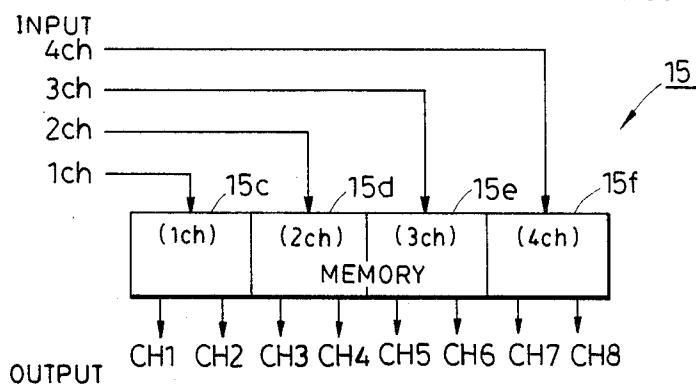 INPUT
4ch
15
3ch
2ch
1ch
15c 15d 15e 15f
(1ch) (2ch) (3ch) (4ch)
MEMORY
CH1 CH2 CH3 CH4 CH5 CH6 CH7 CH8
OUTPUT